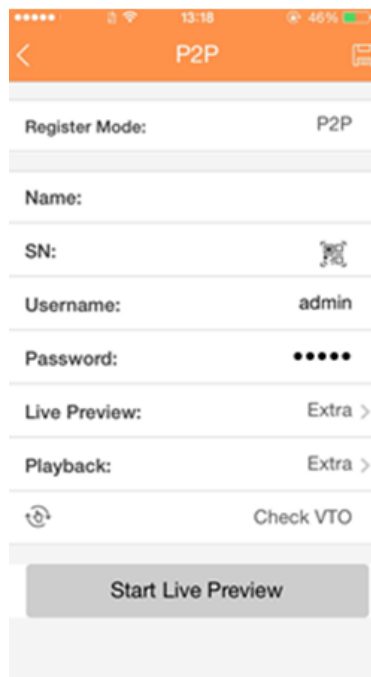 13:18 46%
P2P
Register Mode: P2P
Name:
SN:
Username: admin
Password: •••••
Live Preview: Extra >
Playback: Extra >
Check VTO
Start Live Preview